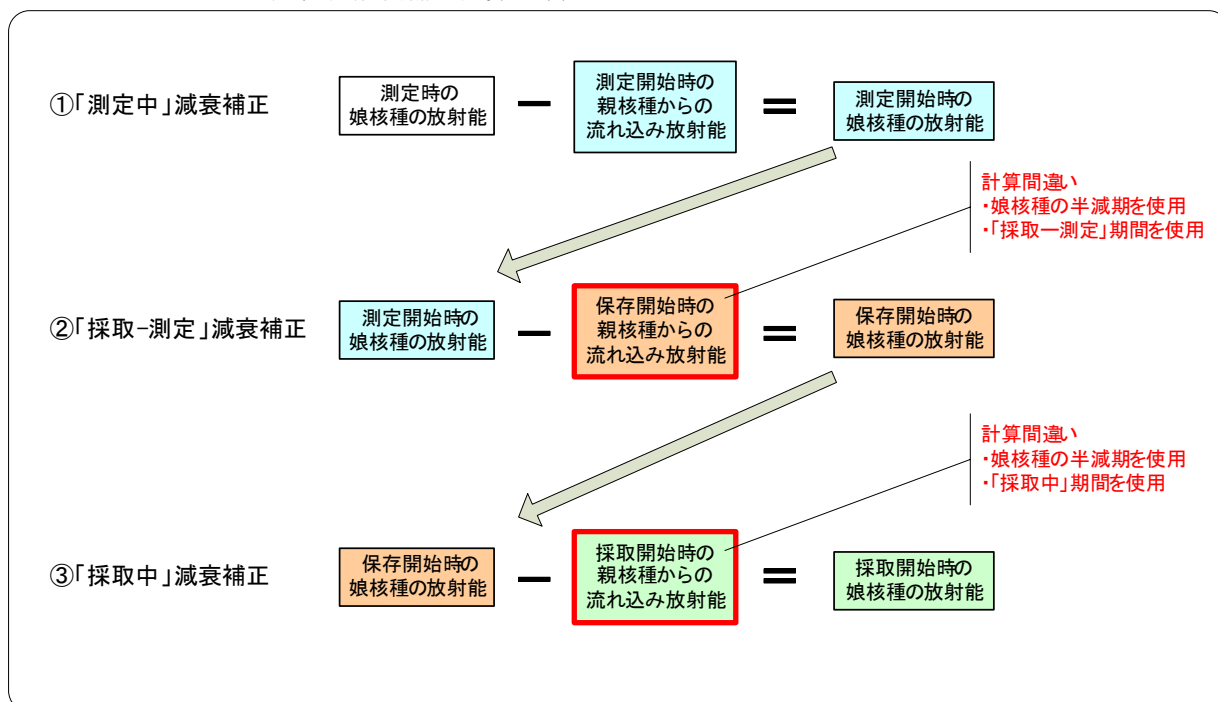 ①「測定中」減衰補正
測定時の
娘核種の放射能
−
測定開始時の
親核種からの
流れ込み放射能
=
測定開始時の
娘核種の放射能
計算間違い
・娘核種の半減期を使用
・「採取ー測定」期間を使用
②「採取-測定」減衰補正
測定開始時の
娘核種の放射能
−
保存開始時の
親核種からの
流れ込み放射能
=
保存開始時の
娘核種の放射能
計算間違い
・娘核種の半減期を使用
・「採取中」期間を使用
③「採取中」減衰補正
保存開始時の
娘核種の放射能
−
採取開始時の
親核種からの
流れ込み放射能
=
採取開始時の
娘核種の放射能